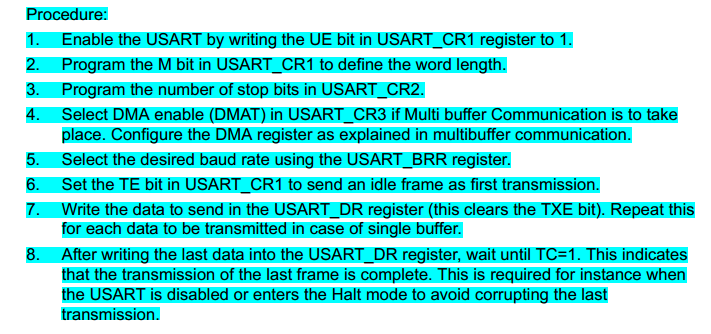 Procedure:
1. Enable the USART by writing the UE bit in USART_CR1 register to 1.
2. Program the M bit in USART_CR1 to define the word length.
3. Program the number of stop bits in USART_CR2.
4. Select DMA enable (DMAT) in USART_CR3 if Multi buffer Communication is to take
place. Configure the DMA register as explained in multibuffer communication.
5. Select the desired baud rate using the USART_BRR register.
6. Set the TE bit in USART_CR1 to send an idle frame as first transmission.
7. Write the data to send in the USART_DR register (this clears the TXE bit). Repeat this
for each data to be transmitted in case of single buffer.
8. After writing the last data into the USART_DR register, wait until TC=1. This indicates
that the transmission of the last frame is complete. This is required for instance when
the USART is disabled or enters the Halt mode to avoid corrupting the last
transmission.